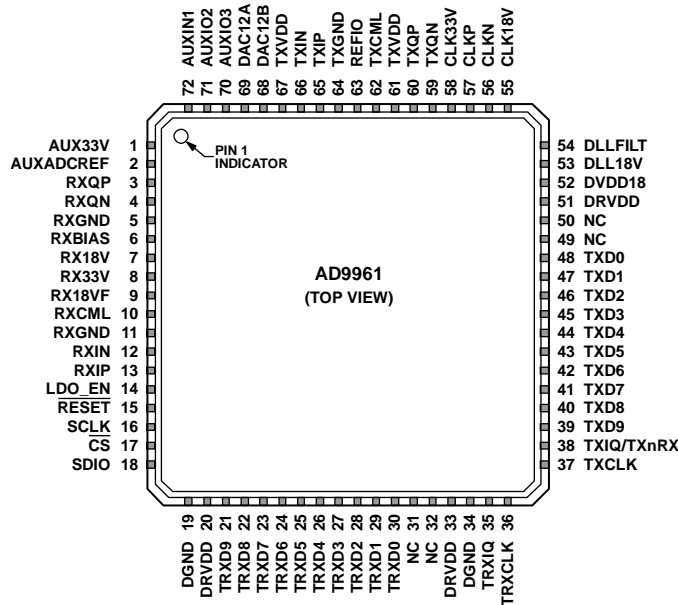 72 AUXIN1
71 AUXIO2
70 AUXIO3
69 DAC12A
68 DAC12B
67 TXVDD
66 TXIN
65 TXIP
64 TXGND
63 REFIO
62 TXCML
61 TXVDD
60 TXQP
59 TXQN
58 CLK33V
57 CLKP
56 CLKN
55 CLK18V
AUX33V 1
AUXADCREF 2
RXQP 3
RXQN 4
RXGND 5
RXBIAS 6
RX18V 7
RX33V 8
RX18VF 9
RXCML 10
RXGND 11
RXIN 12
RXIP 13
LDO_EN 14
RESET 15
SCLK 16
CS 17
SDIO 18
PIN 1
INDICATOR
AD9961
(TOP VIEW)
54 DLLFILT
53 DLL18V
52 DVDD18
51 DRVDD
50 NC
49 NC
48 TXD0
47 TXD1
46 TXD2
45 TXD3
44 TXD4
43 TXD5
42 TXD6
41 TXD7
40 TXD8
39 TXD9
38 TXIQ/TXnRX
37 TXCLK
DGND 19
DRVDD 20
TRXD9 21
TRXD8 22
TRXD7 23
TRXD6 24
TRXD5 25
TRXD4 26
TRXD3 27
TRXD2 28
TRXD1 29
TRXD0 30
NC 31
NC 32
DRVDD 33
DGND 34
TRXIQ 35
TRXCLK 36